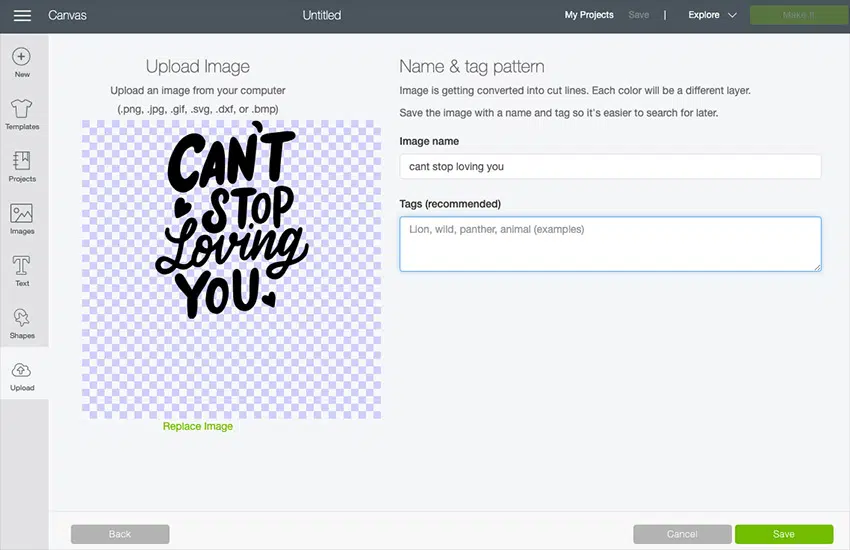 Canvas
Untitled
My Projects
Save
|
Explore
Make It
New
Templates
Projects
Images
Text
Shapes
Upload
Upload Image
Upload an image from your computer
(.png, .jpg, .gif, .svg, .dxf, or .bmp)
CAN'T
STOP
Loving
YOU
Replace Image
Name & tag pattern
Image is getting converted into cut lines. Each color will be a different layer.
Save the image with a name and tag so it's easier to search for later.
Image name
cant stop loving you
Tags (recommended)
Lion, wild, panther, animal (examples)
Back
Cancel
Save